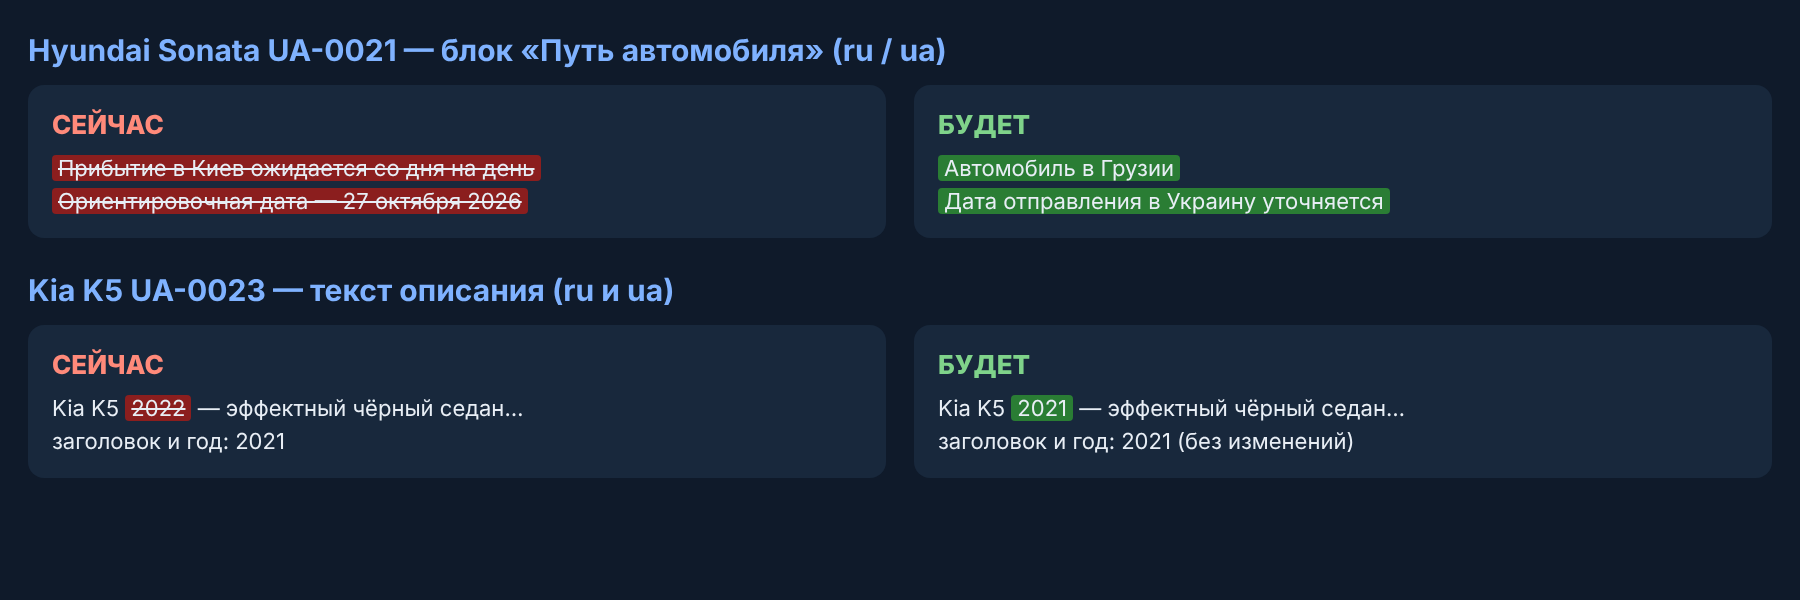 Hyundai Sonata UA-0021 — блок «Путь автомобиля» (ru / ua)
СЕЙЧАС
Прибытие в Киев ожидается со дня на день
Ориентировочная дата — 27 октября 2026
БУДЕТ
Автомобиль в Грузии
Дата отправления в Украину уточняется
Kia K5 UA-0023 — текст описания (ru и ua)
СЕЙЧАС
Kia K5 2022 — эффектный чёрный седан...
заголовок и год: 2021
БУДЕТ
Kia K5 2021 — эффектный чёрный седан...
заголовок и год: 2021 (без изменений)